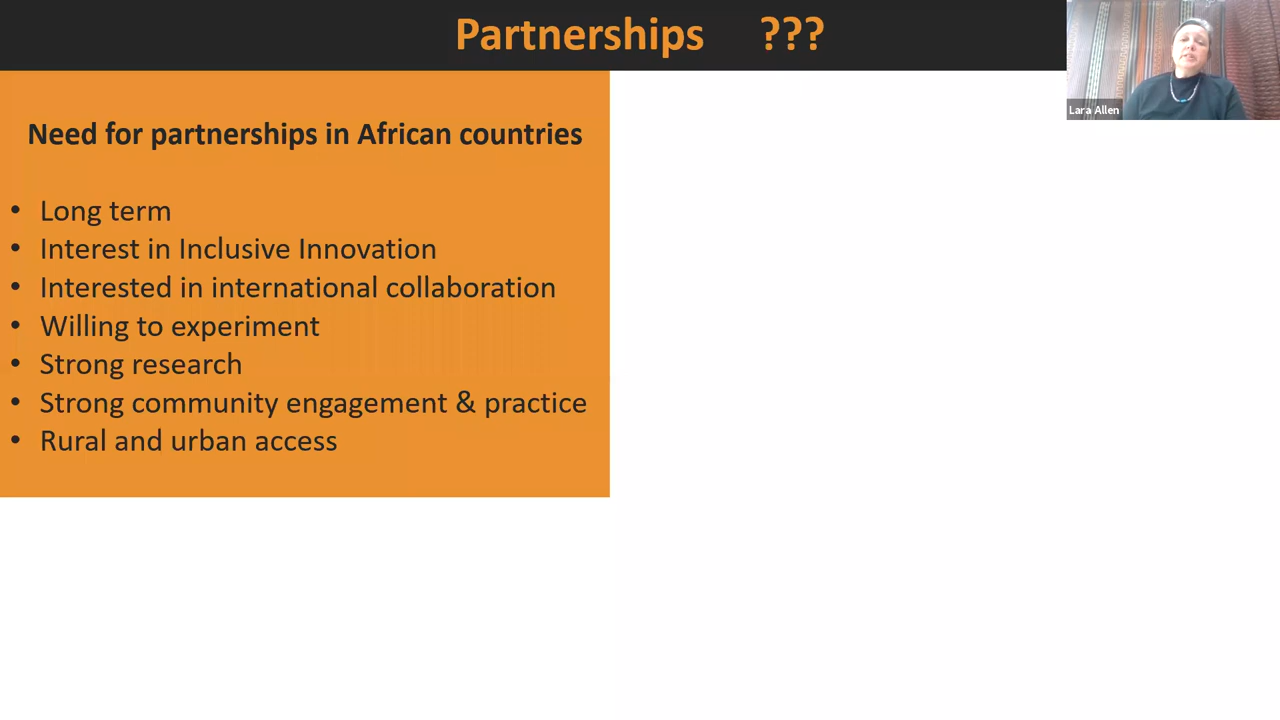 Partnerships ???
Lara Allen
Need for partnerships in African countries
• Long term
• Interest in Inclusive Innovation
• Interested in international collaboration
• Willing to experiment
• Strong research
• Strong community engagement & practice
• Rural and urban access